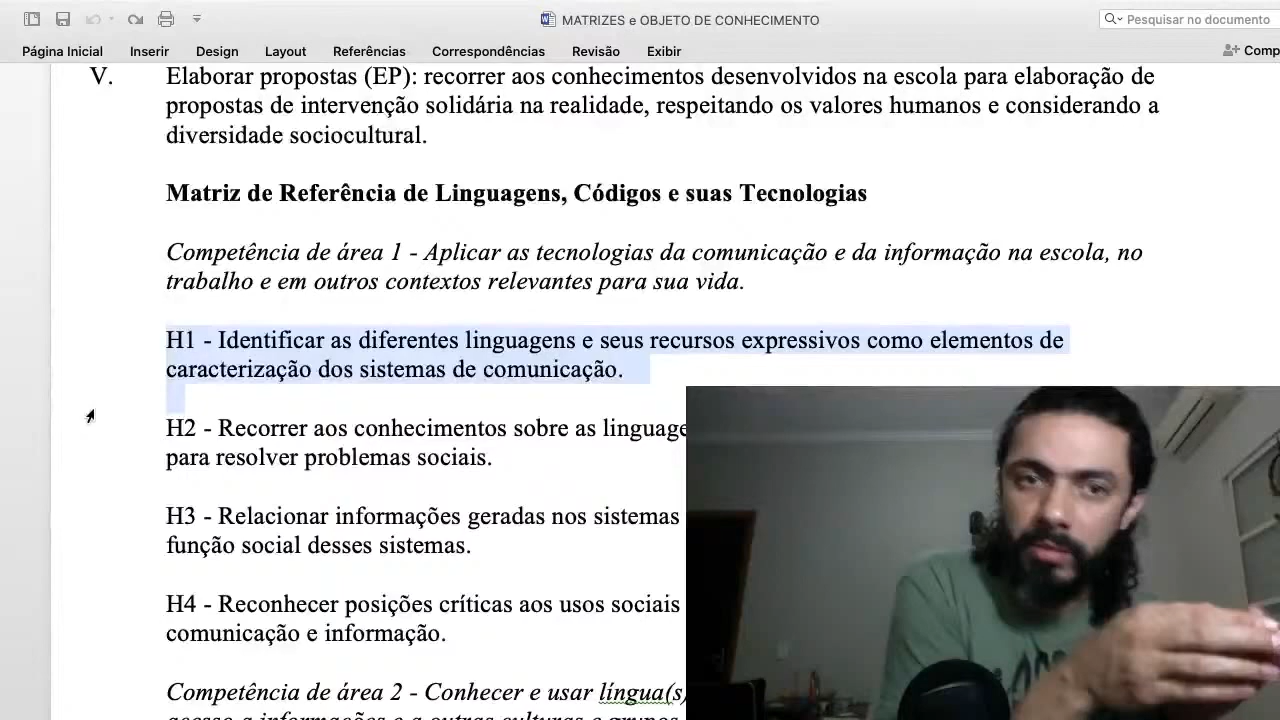 MATRIZES e OBJETO DE CONHECIMENTO
Pesquisar no documento
Página Inicial Inserir Design Layout Referências Correspondências Revisão Exibir Comp
V. Elaborar propostas (EP): recorrer aos conhecimentos desenvolvidos na escola para elaboração de
propostas de intervenção solidária na realidade, respeitando os valores humanos e considerando a
diversidade sociocultural.
Matriz de Referência de Linguagens, Códigos e suas Tecnologias
Competência de área 1 - Aplicar as tecnologias da comunicação e da informação na escola, no
trabalho e em outros contextos relevantes para sua vida.
H1 - Identificar as diferentes linguagens e seus recursos expressivos como elementos de
caracterização dos sistemas de comunicação.
H2 - Recorrer aos conhecimentos sobre as linguage
para resolver problemas sociais.
H3 - Relacionar informações geradas nos sistemas
função social desses sistemas.
H4 - Reconhecer posições críticas aos usos sociais
comunicação e informação.
Competência de área 2 - Conhecer e usar língua(s)
acesso a informações e a outras culturas e grupos